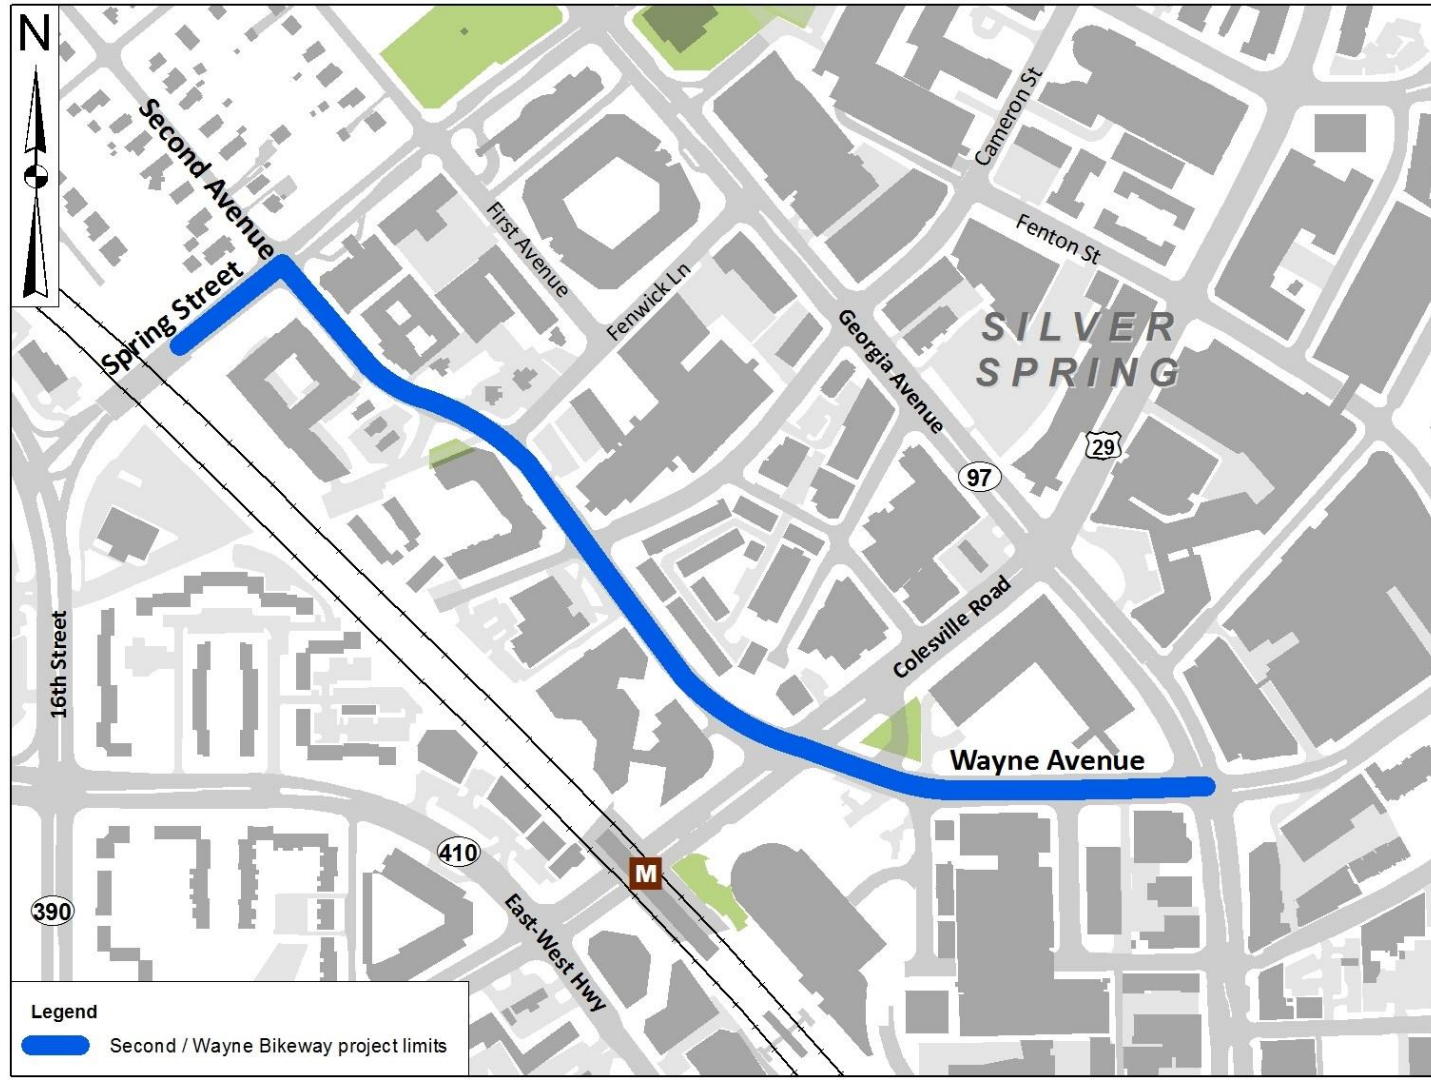 N
Second Avenue
Cameron St
First Avenue
Fenton St
Spring Street
Fenwick Ln
Georgia Avenue
SILVER
SPRING
29
97
16th Street
Colesville Road
Wayne Avenue
410
M
390
East-West Hwy
Legend
Second / Wayne Bikeway project limits